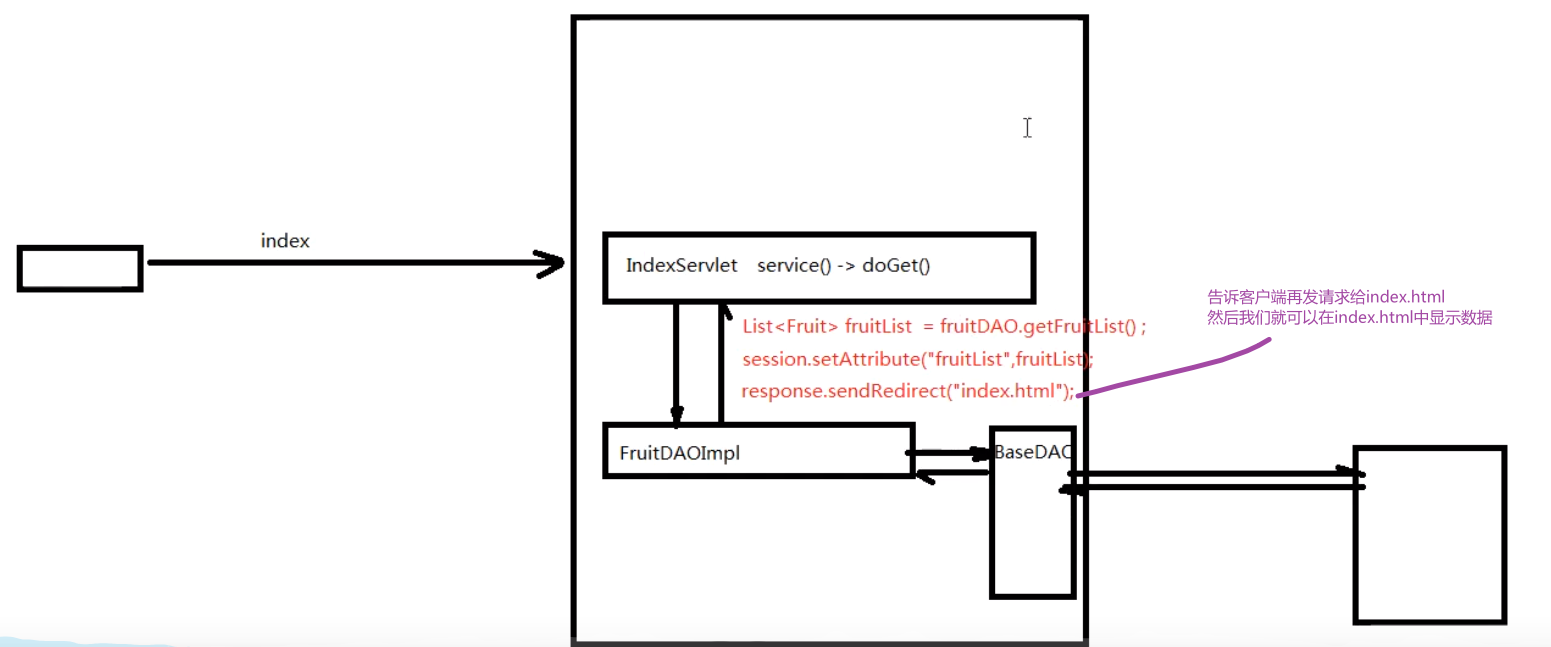 index
IndexServlet service() -> doGet()
告诉客户端再发请求给index.html
然后我们就可以在index.html中显示数据
List<Fruit> fruitList = fruitDAO.getFruitList() ;
session.setAttribute("fruitList",fruitList);
response.sendRedirect("index.html");
FruitDAOImpl
BaseDAO